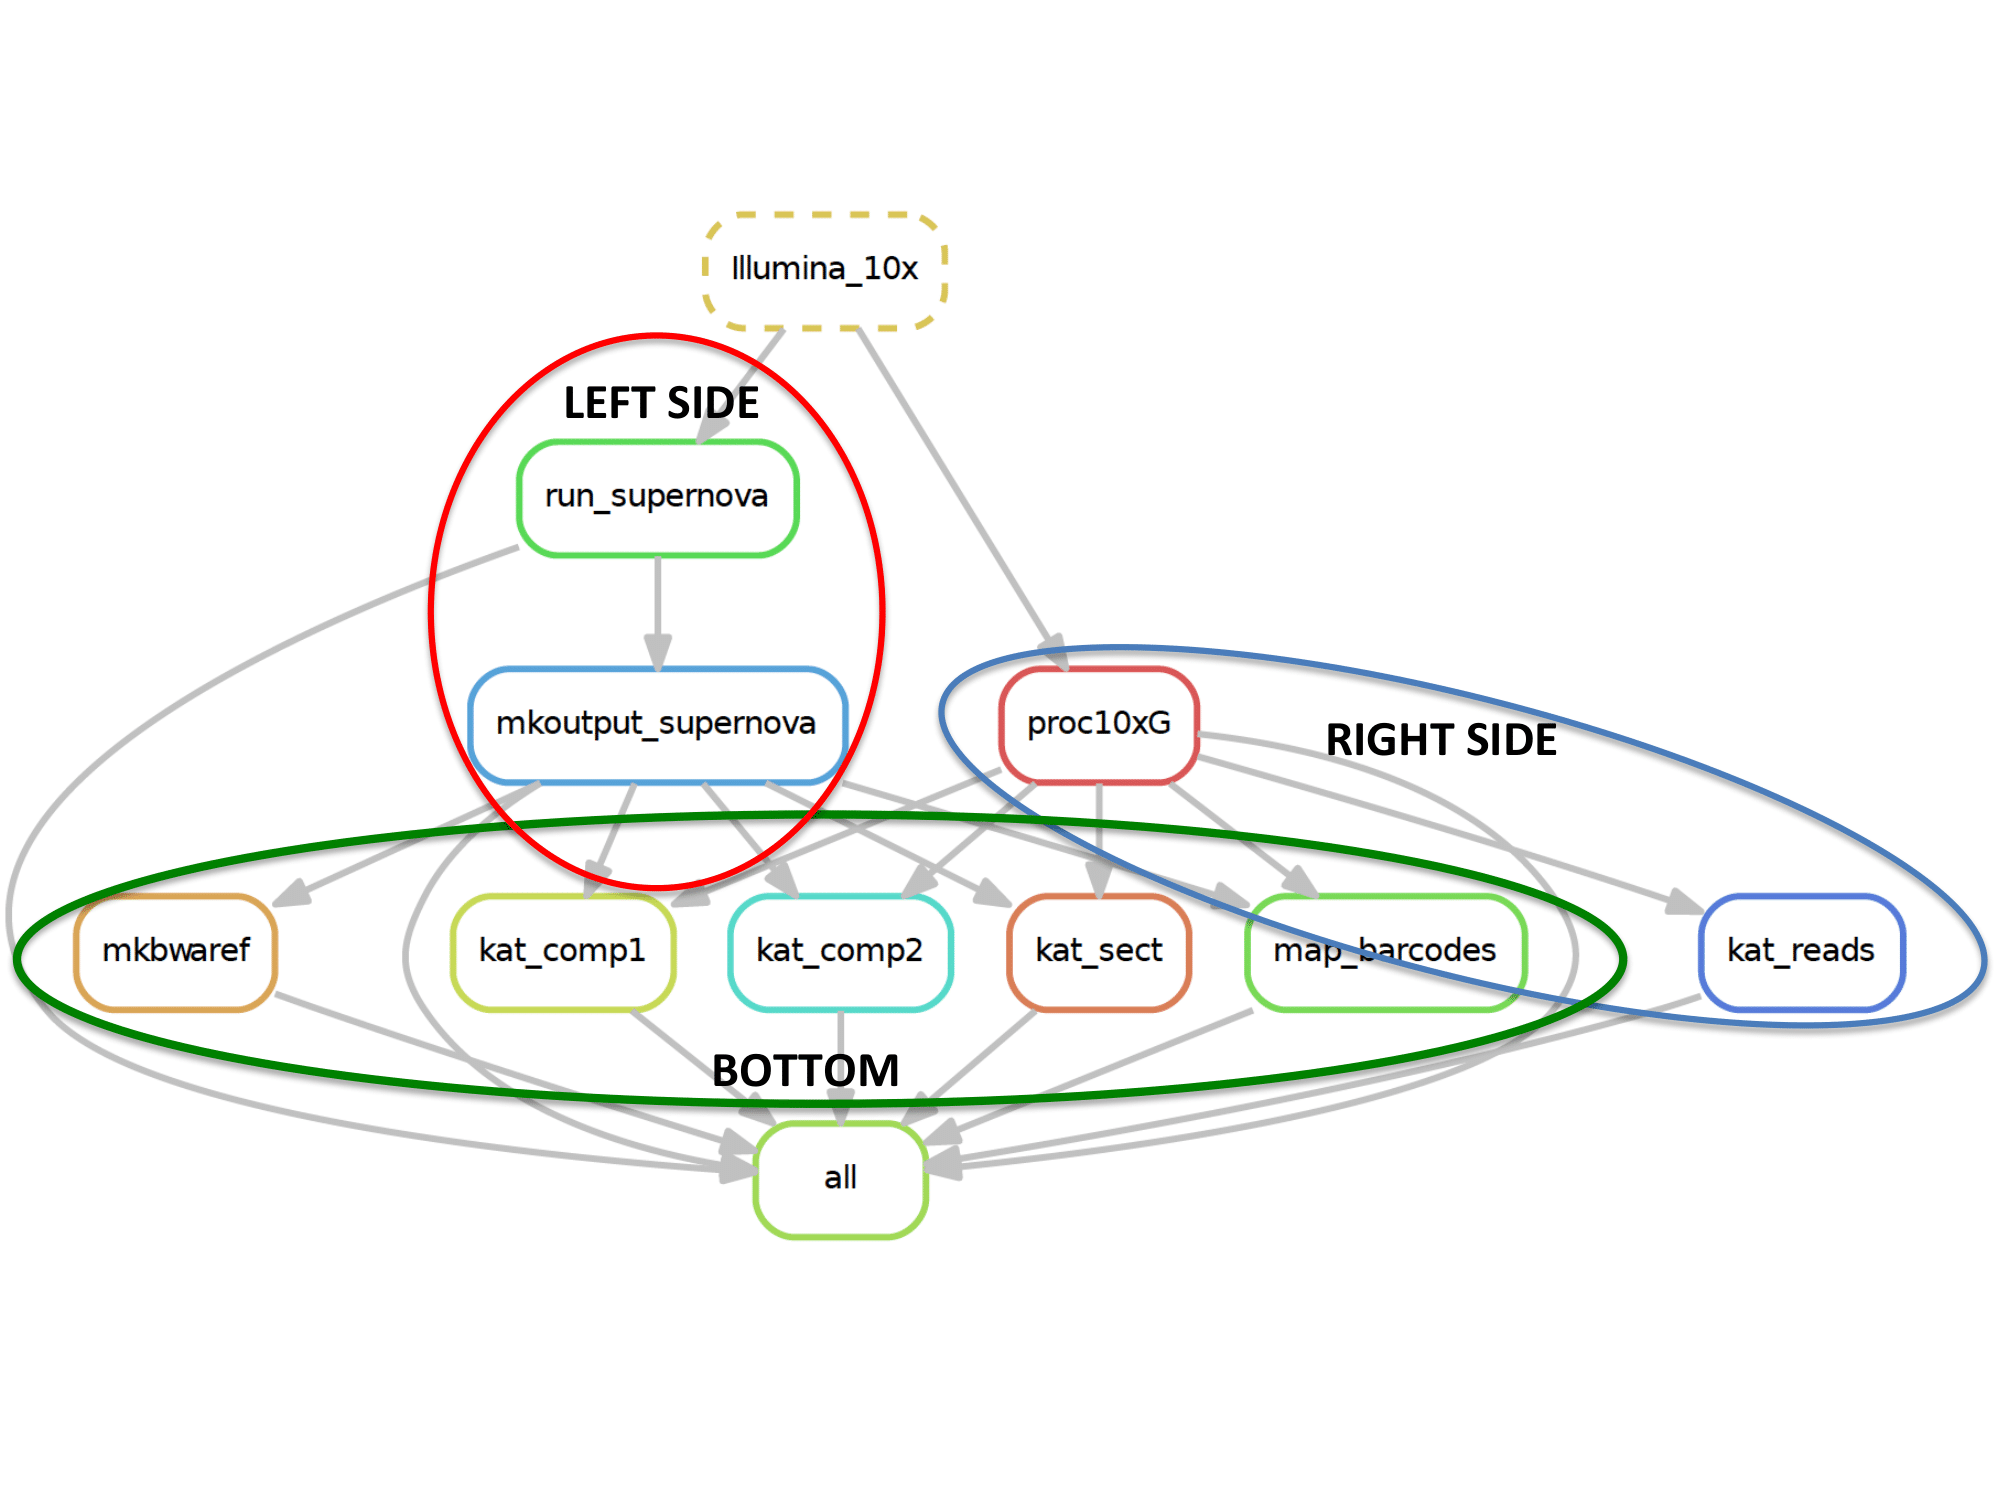 Illumina_10x
LEFT SIDE
run_supernova
mkoutput_supernova
proc10xG
RIGHT SIDE
mkbwaref
kat_comp1
kat_comp2
kat_sect
map_barcodes
kat_reads
BOTTOM
all